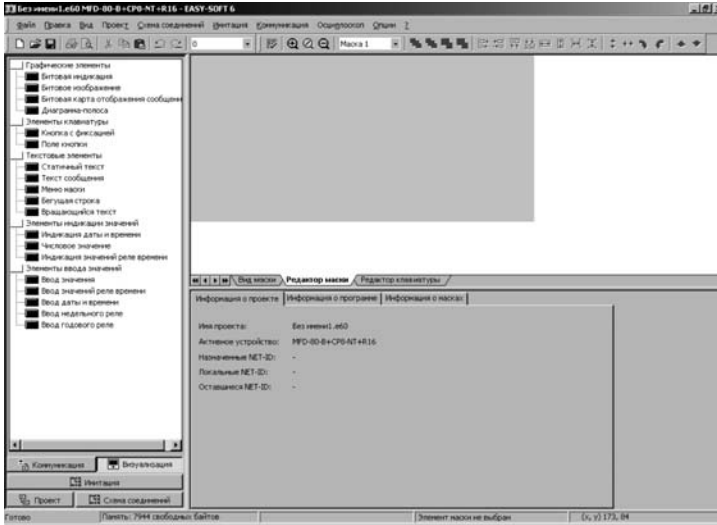 Без имени1.e60 MFD-80-B+CP8-NT+R16 - EASY-SOFT 6
Файл Правка Вид Проект Схема соединений Имитация Коммуникация Осциллоскоп Опции ?
0 Маска 1
Графические элементы
Битовая индикация
Битовое изображение
Битовая карта отображения сообщени
Диаграмма-полоса
Элементы клавиатуры
Кнопка с фиксацией
Поле кнопки
Текстовые элементы
Статичный текст
Текст сообщения
Меню маски
Бегущая строка
Вращающийся текст
Элементы индикации значений
Индикация даты и времени
Числовое значение
Индикация значений реле времени
Элементы ввода значений
Ввод значения
Ввод значений реле времени
Ввод даты и времени
Ввод недельного реле
Ввод годового реле
Вид маски Редактор маски Редактор клавиатуры
Информация о проекте Информация о программе Информация о масках
Имя проекта: Без имени1.e60
Активное устройство: MFD-80-B+CP8-NT+R16
Назначенные NET-ID: -
Локальные NET-ID: -
Оставшиеся NET-ID: -
Коммуникация Визуализация
Имитация
Проект Схема соединений
Готово Память: 7944 свободных байтов Элемент маски не выбран (x, y) 173, 84